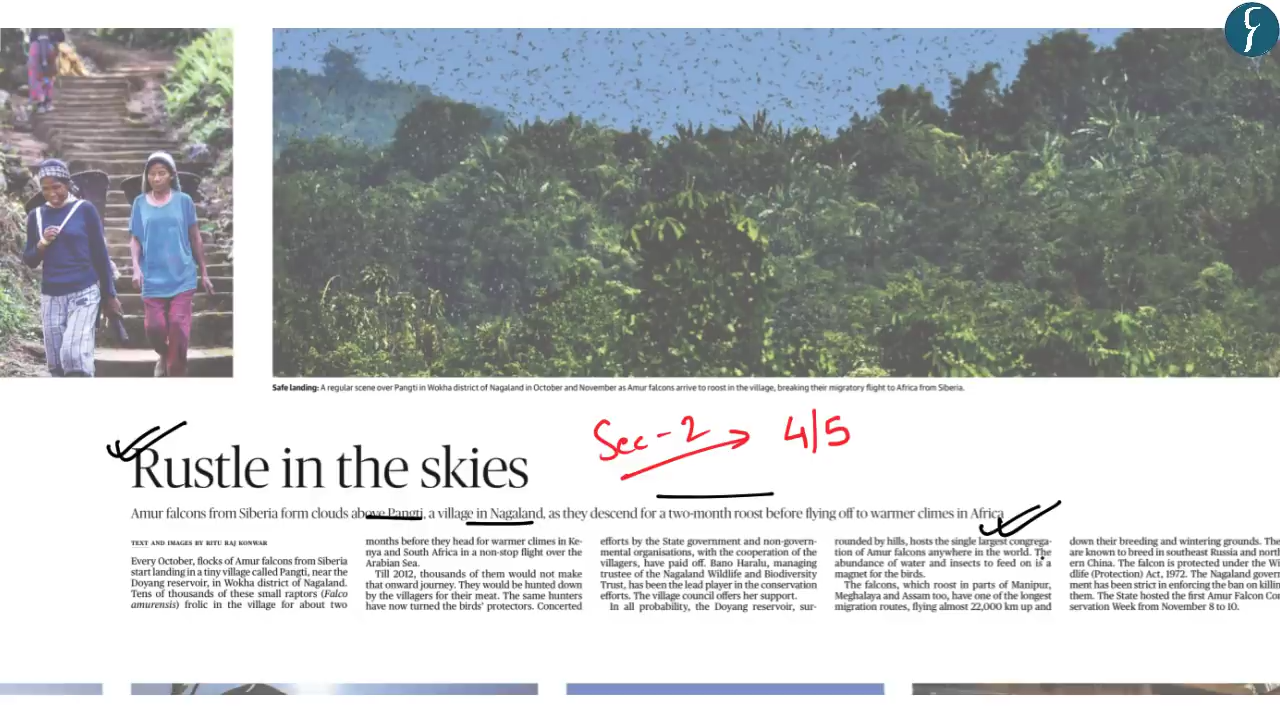 Safe landing: A regular scene over Pangti in Wokha district of Nagaland in October and November as Amur falcons arrive to roost in the village, breaking their migratory flight to Africa from Siberia.
Sec-2 → 4/5
Rustle in the skies
Amur falcons from Siberia form clouds above Pangti, a village in Nagaland, as they descend for a two-month roost before flying off to warmer climes in Africa
TEXT AND IMAGES BY RITU RAJ KONWAR
Every October, flocks of Amur falcons from Siberia
start landing in a tiny village called Pangti, near the
Doyang reservoir, in Wokha district of Nagaland.
Tens of thousands of these small raptors (Falco
amurensis) frolic in the village for about two
months before they head for warmer climes in Ke-
nya and South Africa in a non-stop flight over the
Arabian Sea.
Till 2012, thousands of them would not make
that onward journey. They would be hunted down
by the villagers for their meat. The same hunters
have now turned the birds' protectors. Concerted
efforts by the State government and non-govern-
mental organisations, with the cooperation of the
villagers, have paid off. Bano Haralu, managing
trustee of the Nagaland Wildlife and Biodiversity
Trust, has been the lead player in the conservation
efforts. The village council offers her support.
In all probability, the Doyang reservoir, sur-
rounded by hills, hosts the single largest congrega-
tion of Amur falcons anywhere in the world. The
abundance of water and insects to feed on is a
magnet for the birds.
The falcons, which roost in parts of Manipur,
Meghalaya and Assam too, have one of the longest
migration routes, flying almost 22,000 km up and
down their breeding and wintering grounds. The
are known to breed in southeast Russia and north
ern China. The falcon is protected under the Wi
dlife (Protection) Act, 1972. The Nagaland govern
ment has been strict in enforcing the ban on killin
them. The State hosted the first Amur Falcon Con
servation Week from November 8 to 10.